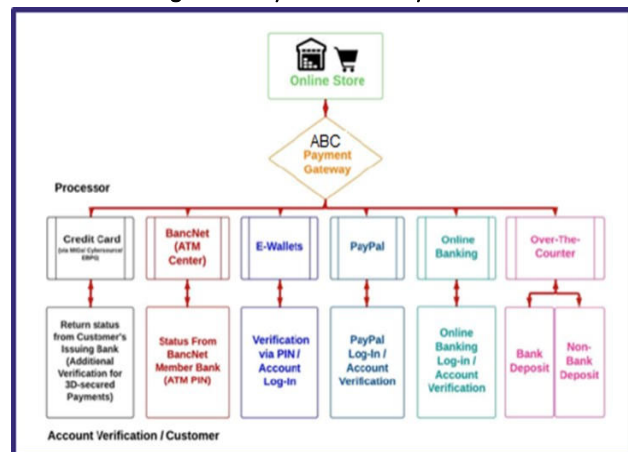 Online Store
ABC
Payment
Gateway
Processor
Credit Card
BancNet
(ATM
Center)
E-Wallets
PayPal
Online
Banking
Over-The-
Counter
Return status
from Customer's
Issuing Bank
(Additional
Verification for
3D-secured
Payments)
Status From
BancNet
Member Bank
(ATM PIN)
Verification
via PIN /
Account
Log-In
PayPal
Log-In /
Account
Verification
Online
Banking
Log-in /
Account
Verification
Bank
Deposit
Non-
Bank
Deposit
Account Verification / Customer